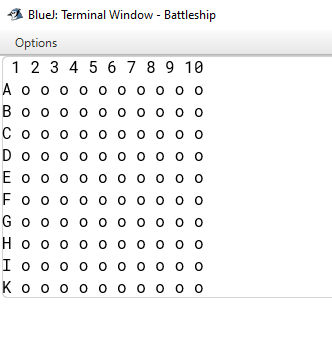 BlueJ: Terminal Window - Battleship
Options
1 2 3 4 5 6 7 8 9 10
A o o o o o o o o o o
B o o o o o o o o o o
C o o o o o o o o o o
D o o o o o o o o o o
E o o o o o o o o o o
F o o o o o o o o o o
G o o o o o o o o o o
H o o o o o o o o o o
I o o o o o o o o o o
K o o o o o o o o o o